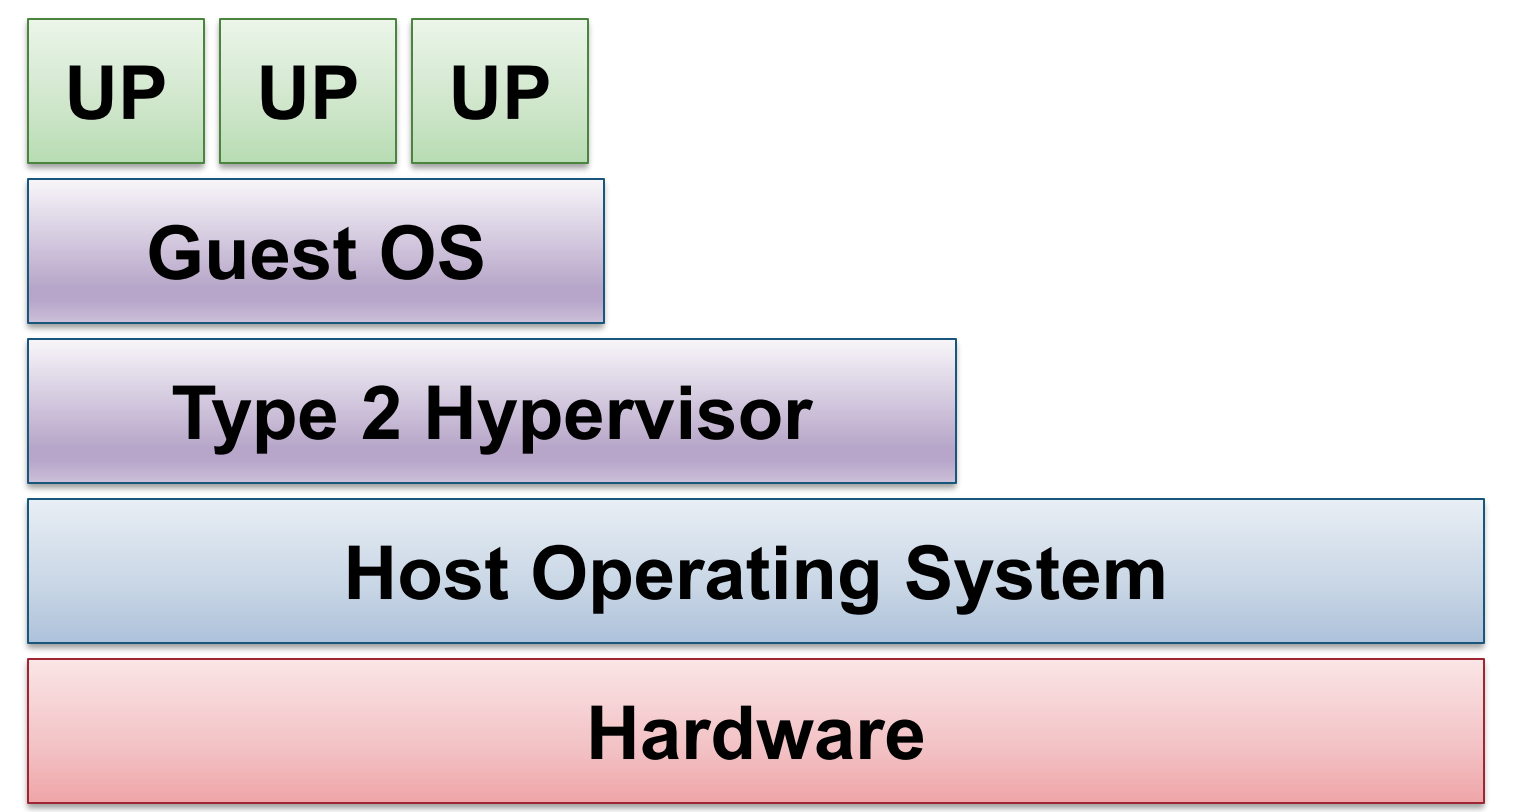 UP UP UP
Guest OS
Type 2 Hypervisor
Host Operating System
Hardware